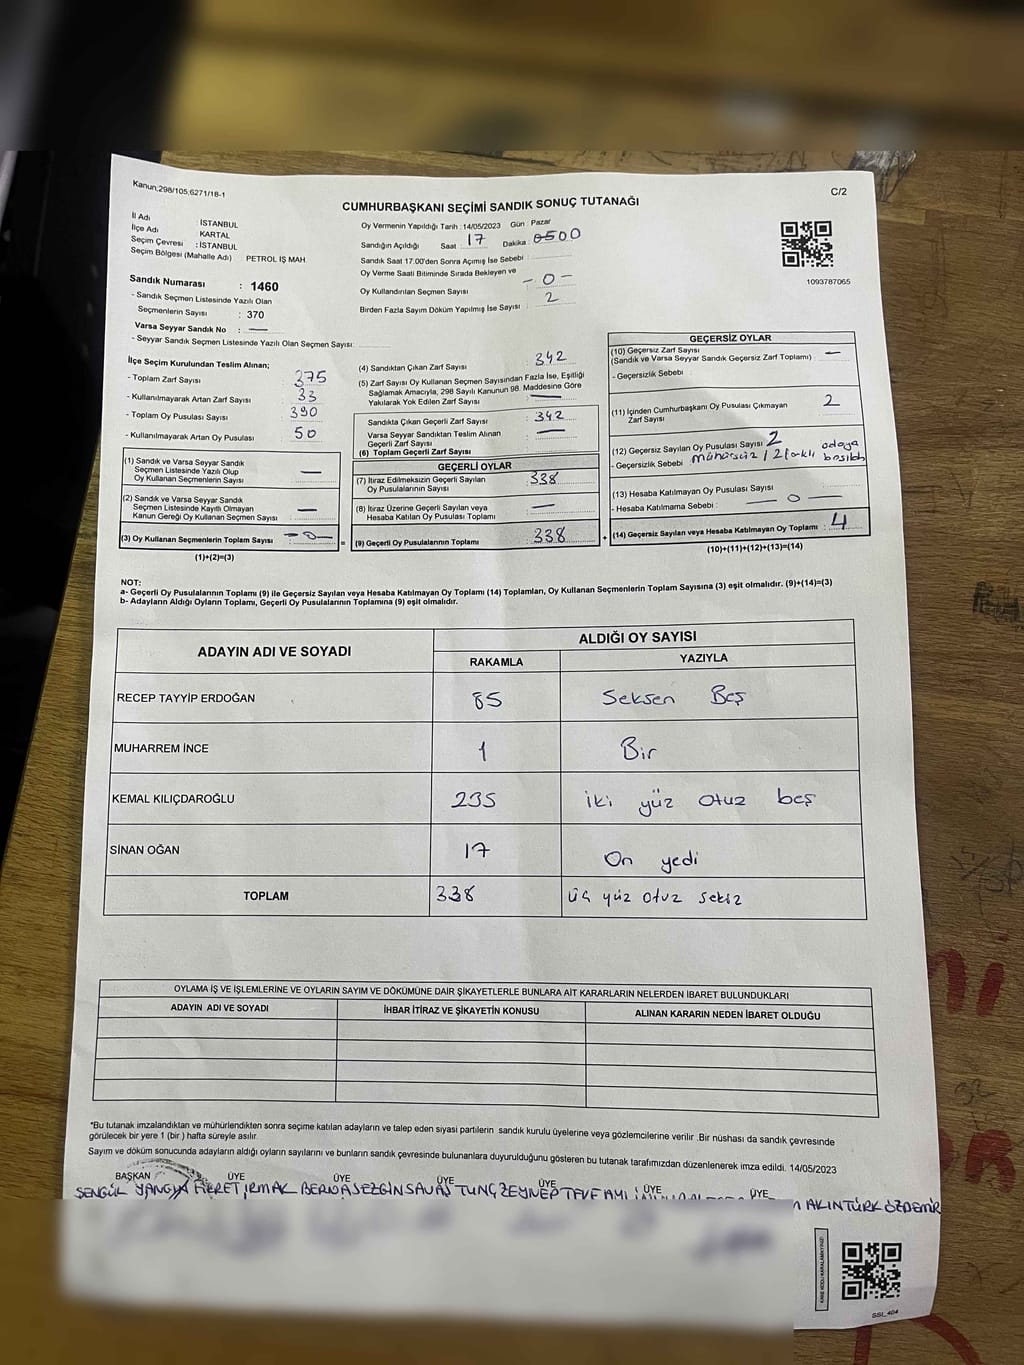 Kanun;298/105,6271/18-1
C/2
CUMHURBAŞKANI SEÇİMİ SANDIK SONUÇ TUTANAĞI
İl Adı İSTANBUL
İlçe Adı KARTAL
Seçim Çevresi : İSTANBUL
Seçim Bölgesi (Mahalle Adı) : PETROL İŞ MAH.
Oy Vermenin Yapıldığı Tarih :14/05/2023 Gün : Pazar
Sandığın Açıldığı Saat : 17 Dakika : 0500
Sandık Saat 17.00'den Sonra Açımış İse Sebebi :
Oy Verme Saati Bitiminde Sırada Bekleyen ve
Oy Kullandırılan Seçmen Sayısı - 0 -
Birden Fazla Sayım Döküm Yapılmış İse Sayısı : 2
1093787065
Sandık Numarası : 1460
- Sandık Seçmen Listesinde Yazılı Olan
Seçmenlerin Sayısı : 370
Varsa Seyyar Sandık No : —
- Seyyar Sandık Seçmen Listesinde Yazılı Olan Seçmen Sayısı:
İlçe Seçim Kurulundan Teslim Alınan;
- Toplam Zarf Sayısı : 375
- Kullanılmayarak Artan Zarf Sayısı : 33
- Toplam Oy Pusulası Sayısı : 390
- Kullanılmayarak Artan Oy Pusulası : 50
(1) Sandık ve Varsa Seyyar Sandık
Seçmen Listesinde Yazılı Olup
Oy Kullanan Seçmenlerin Sayısı : —
(2) Sandık ve Varsa Seyyar Sandık
Seçmen Listesinde Kayıtlı Olmayan
Kanun Gereği Oy Kullanan Seçmen Sayısı : —
(3) Oy Kullanan Seçmenlerin Toplam Sayısı : - 0 -
(1)+(2)=(3)
(4) Sandıktan Çıkan Zarf Sayısı : 342
(5) Zarf Sayısı Oy Kullanan Seçmen Sayısından Fazla İse, Eşitliği
Sağlamak Amacıyla, 298 Sayılı Kanunun 98. Maddesine Göre
Yakılarak Yok Edilen Zarf Sayısı : —
Sandıkta Çıkan Geçerli Zarf Sayısı : 342
Varsa Seyyar Sandıktan Teslim Alınan
Geçerli Zarf Sayısı : —
(6) Toplam Geçerli Zarf Sayısı
GEÇERLİ OYLAR
(7) İtiraz Edilmeksizin Geçerli Sayılan
Oy Pusulalarının Sayısı : 338
(8) İtiraz Üzerine Geçerli Sayılan veya
Hesaba Katılan Oy Pusulası Toplamı : —
= (9) Geçerli Oy Pusulalarının Toplamı : 338
GEÇERSİZ OYLAR
(10) Geçersiz Zarf Sayısı
(Sandık ve Varsa Seyyar Sandık Geçersiz Zarf Toplamı) : —
- Geçersizlik Sebebi :
(11) İçinden Cumhurbaşkanı Oy Pusulası Çıkmayan
Zarf Sayısı : 2
(12) Geçersiz Sayılan Oy Pusulası Sayısı : 2
- Geçersizlik Sebebi : mühürsüz / 2 farklı odaya basıldı
(13) Hesaba Katılmayan Oy Pusulası Sayısı :
- Hesaba Katılmama Sebebi : — 0 —
+ (14) Geçersiz Sayılan veya Hesaba Katılmayan Oy Toplamı : 4
(10)+(11)+(12)+(13)=(14)
NOT:
a- Geçerli Oy Pusulalarının Toplamı (9) ile Geçersiz Sayılan veya Hesaba Katılmayan Oy Toplamı (14) Toplamları, Oy Kullanan Seçmenlerin Toplam Sayısına (3) eşit olmalıdır. (9)+(14)=(3)
b- Adayların Aldığı Oyların Toplamı, Geçerli Oy Pusulalarının Toplamına (9) eşit olmalıdır.
ADAYIN ADI VE SOYADI
ALDIĞI OY SAYISI
RAKAMLA YAZIYLA
RECEP TAYYİP ERDOĞAN 85 Seksen Beş
MUHARREM İNCE 1 Bir
KEMAL KILIÇDAROĞLU 235 iki yüz otuz beş
SİNAN OĞAN 17 On yedi
TOPLAM 338 üç yüz otuz sekiz
OYLAMA İŞ VE İŞLEMLERİNE VE OYLARIN SAYIM VE DÖKÜMÜNE DAİR ŞİKAYETLERLE BUNLARA AİT KARARLARIN NELERDEN İBARET BULUNDUKLARI
ADAYIN ADI VE SOYADI İHBAR İTİRAZ VE ŞİKAYETİN KONUSU ALINAN KARARIN NEDEN İBARET OLDUĞU
*Bu tutanak imzalandıktan ve mühürlendikten sonra seçime katılan adayların ve talep eden siyasi partilerin sandık kurulu üyelerine veya gözlemcilerine verilir .Bir nüshası da sandık çevresinde
görülecek bir yere 1 (bir ) hafta süreyle asılır.
Sayım ve döküm sonucunda adayların aldığı oyların sayılarını ve bunların sandık çevresinde bulunanlara duyurulduğunu gösteren bu tutanak tarafımızdan düzenlenerek imza edildi. 14/05/2023
BAŞKAN ÜYE ÜYE ÜYE ÜYE ÜYE ÜYE
ŞENGÜL FİKRET IRMAK BERNA SEZGİN SAVAŞ TUNÇ ZEYNEP AKINTÜRK ÖZDEMİR
SSİ_404